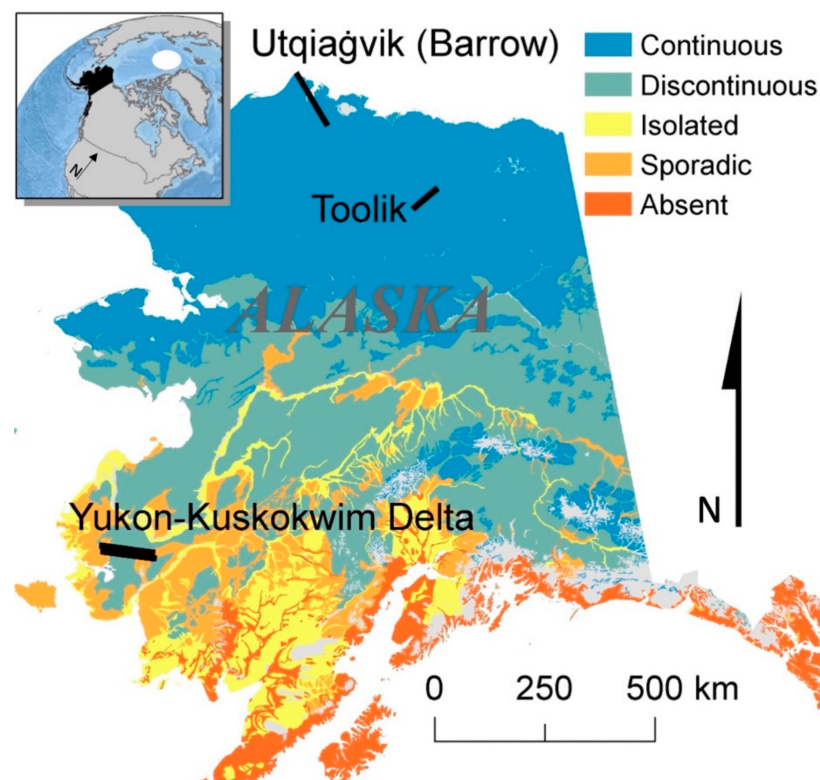 Utqiaġvik (Barrow)
Continuous
Discontinuous
Isolated
Sporadic
Absent
N
Toolik
ALASKA
Yukon-Kuskokwim Delta
N
0 250 500 km